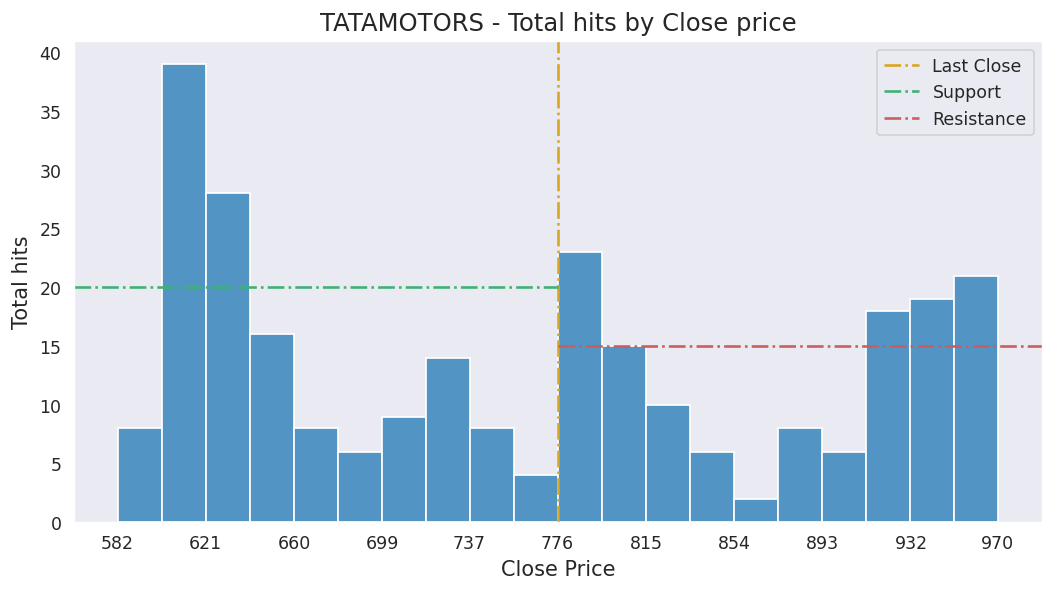 TATAMOTORS - Total hits by Close price
Last Close
Support
Resistance
Total hits
40
35
30
25
20
15
10
5
0
582 621 660 699 737 776 815 854 893 932 970
Close Price